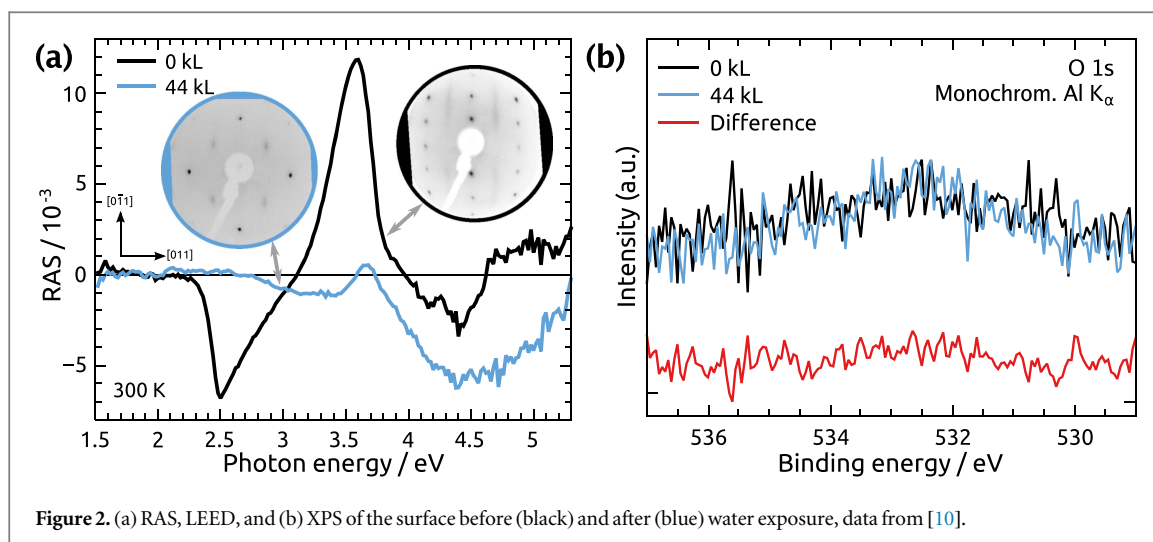 (a)
0 kL
44 kL
10
5
0
−5
RAS / 10⁻³
[01̄1]
[011]
300 K
1.5 2 2.5 3 3.5 4 4.5 5
Photon energy / eV
(b)
0 kL
44 kL
Difference
O 1s
Monochrom. Al Kα
Intensity (a.u.)
536 534 532 530
Binding energy / eV
Figure 2. (a) RAS, LEED, and (b) XPS of the surface before (black) and after (blue) water exposure, data from [10].